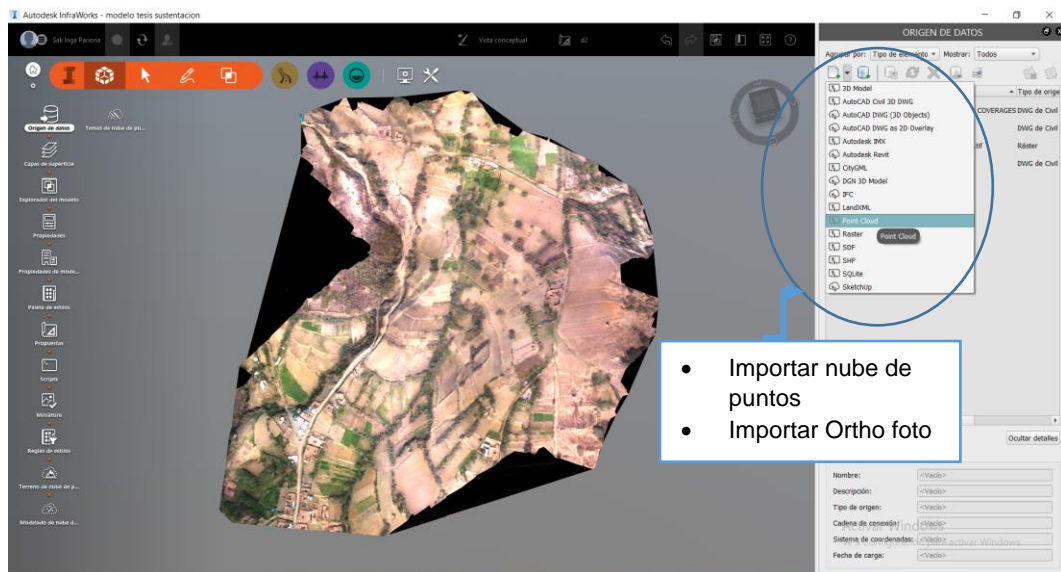 Autodesk InfraWorks - modelo tesis sustentacion
Sak Inga Pariona
Vista conceptual
d2
ORIGEN DE DATOS
Agrupar por: Tipo de elemento Mostrar: Todos
Tipo de orige
3D Model
AutoCAD Civil 3D DWG
COVERAGES DWG de Civil
AutoCAD DWG (3D Objects)
AutoCAD DWG as 2D Overlay
DWG de Civil
Autodesk IMX
.tif Ráster
Autodesk Revit
CityGML
DWG de Civil
DGN 3D Model
IFC
LandXML
Point Cloud
Raster
Point Cloud
SDF
SHP
SQLite
SketchUp
Origen de datos
Temas de nube de pu...
Capas de superficie
Explorador del modelo
Propiedades
Propiedades de mode...
Paleta de estilos
Propuestas
Scripts
Miniatura
Reglas de estilos
Terreno de nube de p...
Modelado de nube d...
• Importar nube de
puntos
• Importar Ortho foto
Ocultar detalles
Nombre: <Vacío>
Descripción: <Vacío>
Tipo de origen: <Vacío>
Cadena de conexión: <Vacío>
Activar Windows
Sistema de coordenadas: <Vacío>
activar Windows.
Fecha de carga: <Vacío>